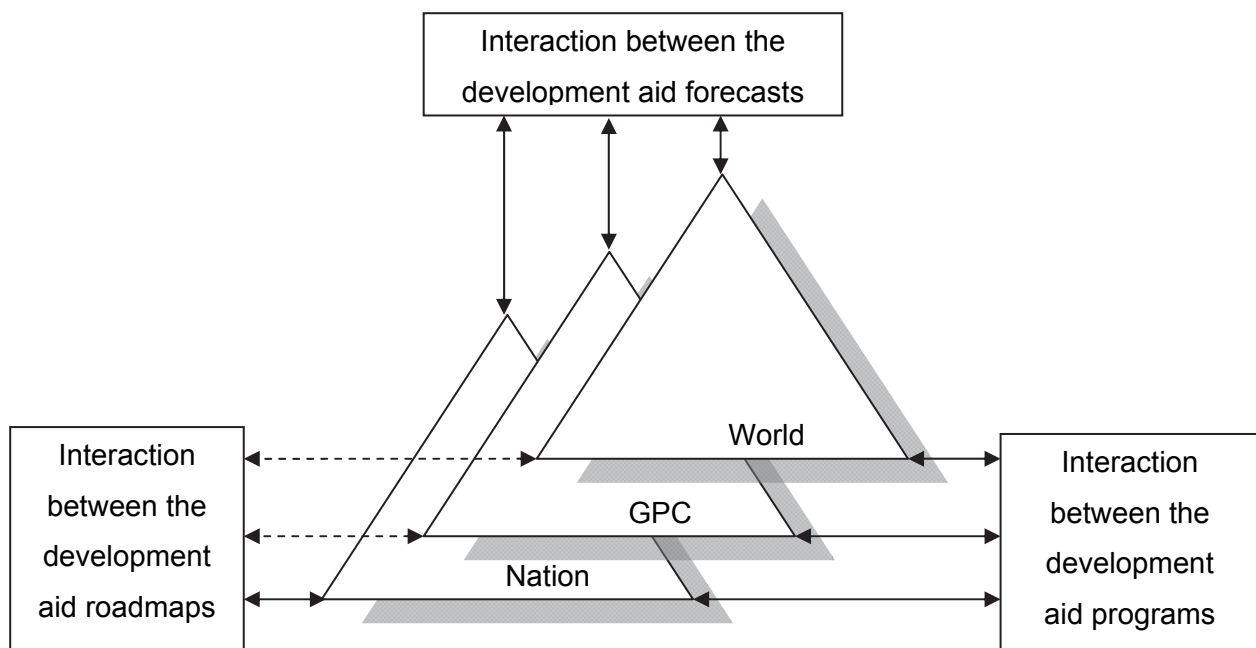 Interaction between the
development aid forecasts
World
GPC
Nation
Interaction
between the
development
aid roadmaps
Interaction
between the
development
aid programs